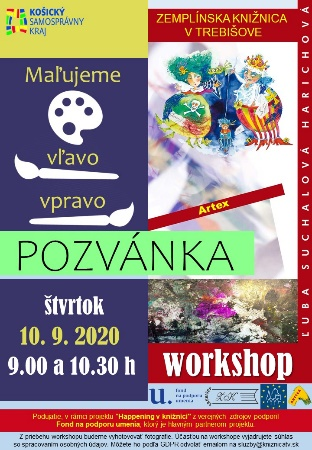 KOŠICKÝ
SAMOSPRÁVNY
KRAJ
ZEMPLÍNSKA KNIŽNICA
V TREBIŠOVE
Maľujeme
vľavo
vpravo
Artex
ĽUBA SUCHALOVÁ HARICHOVÁ
POZVÁNKA
štvrtok
10. 9. 2020
9.00 a 10.30 h
workshop
u.
fond
na podporu
umenia
Podujatie, v rámci projektu "Happening v knižnici" z verejných zdrojov podporil
Fond na podporu umenia, ktorý je hlavným partnerom projektu.
Z priebehu workshopu budeme vyhotovovať fotografie. Účasťou na workshope vyjadrujete súhlas
so spracovaním osobných údajov. Môžete ho podľa GDPR odvolať emailom na sluzby@kniznicatv.sk